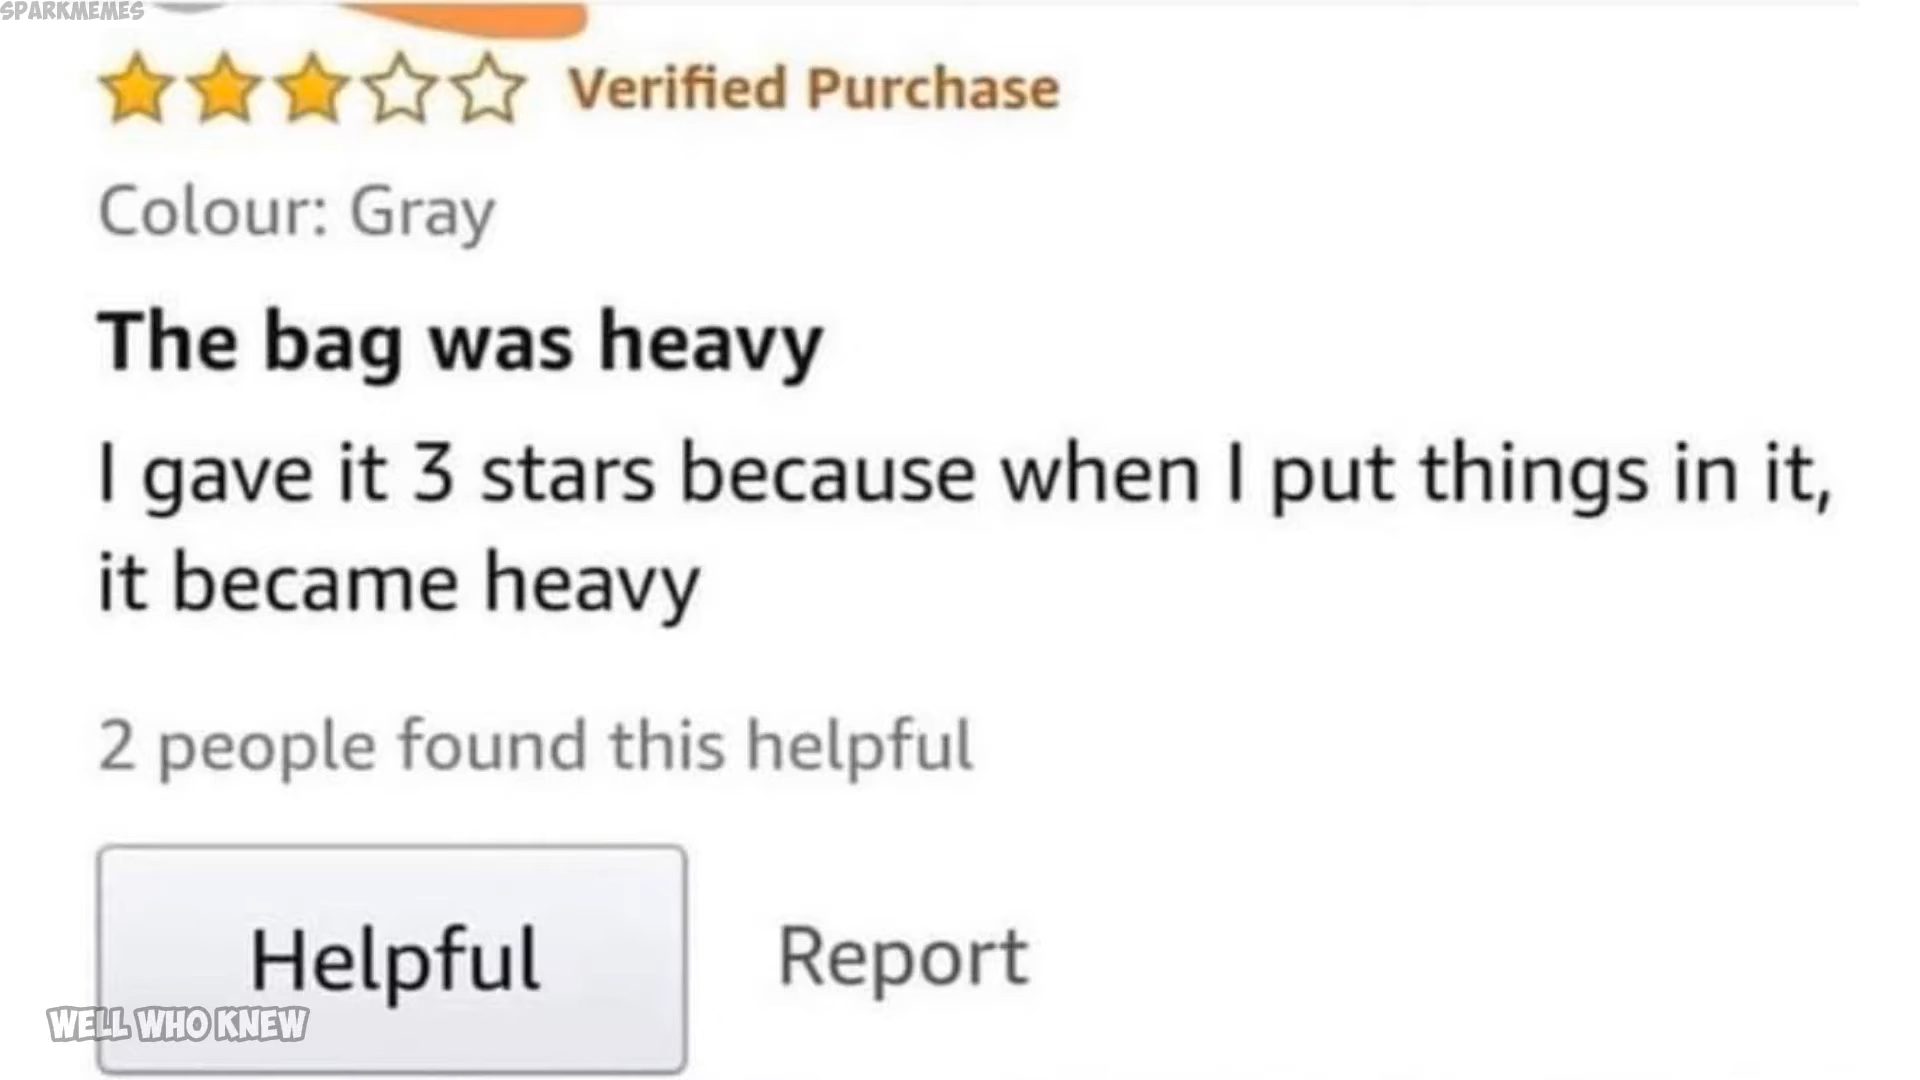 SPARKMEMES
Verified Purchase
Colour: Gray
The bag was heavy
I gave it 3 stars because when I put things in it,
it became heavy
2 people found this helpful
Helpful
Report
WELL WHO KNEW